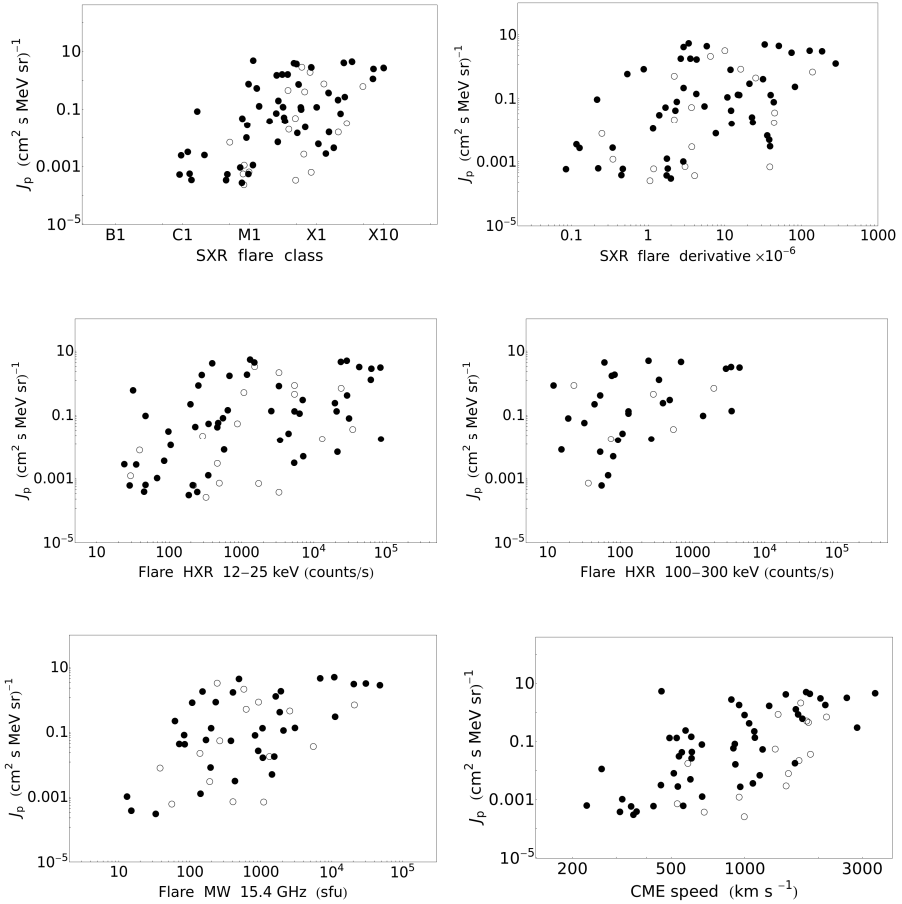 J_p (cm² s MeV sr)⁻¹
10
0.1
0.001
10⁻⁵
B1 C1 M1 X1 X10
SXR flare class
J_p (cm² s MeV sr)⁻¹
10
0.1
0.001
10⁻⁵
0.1 1 10 100 1000
SXR flare derivative ×10⁻⁶
J_p (cm² s MeV sr)⁻¹
10
0.1
0.001
10⁻⁵
10 100 1000 10⁴ 10⁵
Flare HXR 12–25 keV (counts/s)
J_p (cm² s MeV sr)⁻¹
10
0.1
0.001
10⁻⁵
10 100 1000 10⁴ 10⁵
Flare HXR 100–300 keV (counts/s)
J_p (cm² s MeV sr)⁻¹
10
0.1
0.001
10⁻⁵
10 100 1000 10⁴ 10⁵
Flare MW 15.4 GHz (sfu)
J_p (cm² s MeV sr)⁻¹
10
0.1
0.001
10⁻⁵
200 500 1000 3000
CME speed (km s ⁻¹)